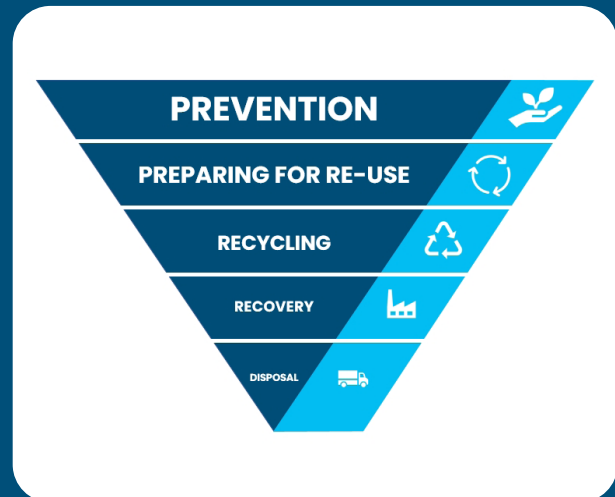 PREVENTION
PREPARING FOR RE-USE
RECYCLING
RECOVERY
DISPOSAL